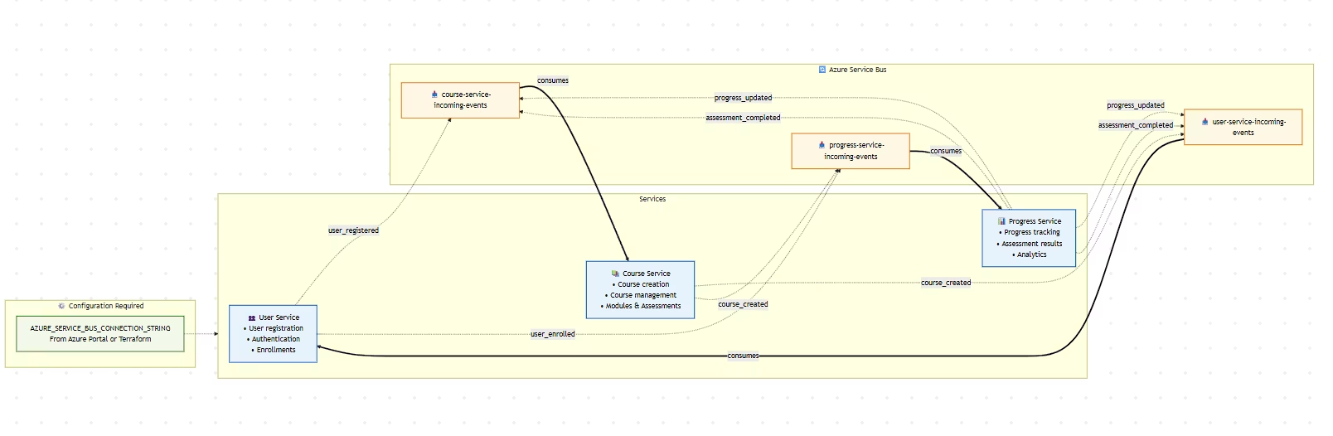 Azure Service Bus
consumes
course-service-
incoming-events
progress_updated
assessment_completed
progress-service-
incoming-events
consumes
progress_updated
assessment_completed
user-service-incoming-
events
Services
user_registered
Progress Service
• Progress tracking
• Assessment results
• Analytics
Course Service
• Course creation
• Course management
• Modules & Assessments
course_created
course_created
Configuration Required
AZURE_SERVICE_BUS_CONNECTION_STRING
From Azure Portal or Terraform
User Service
• User registration
• Authentication
• Enrollments
user_enrolled
consumes